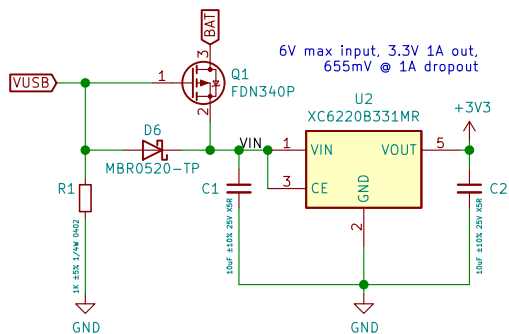 BAT
6V max input, 3.3V 1A out,
655mV @ 1A dropout
3
Q1
FDN340P
VUSB
1
2
U2
XC6220B331MR
+3V3
D6
MBR0520-TP
VIN
1
VIN
VOUT
5
3
CE
GND
2
R1
1K ±5% 1/4W 0402
C1
10uF ±10% 25V X5R
C2
10uF ±10% 25V X5R
GND
GND